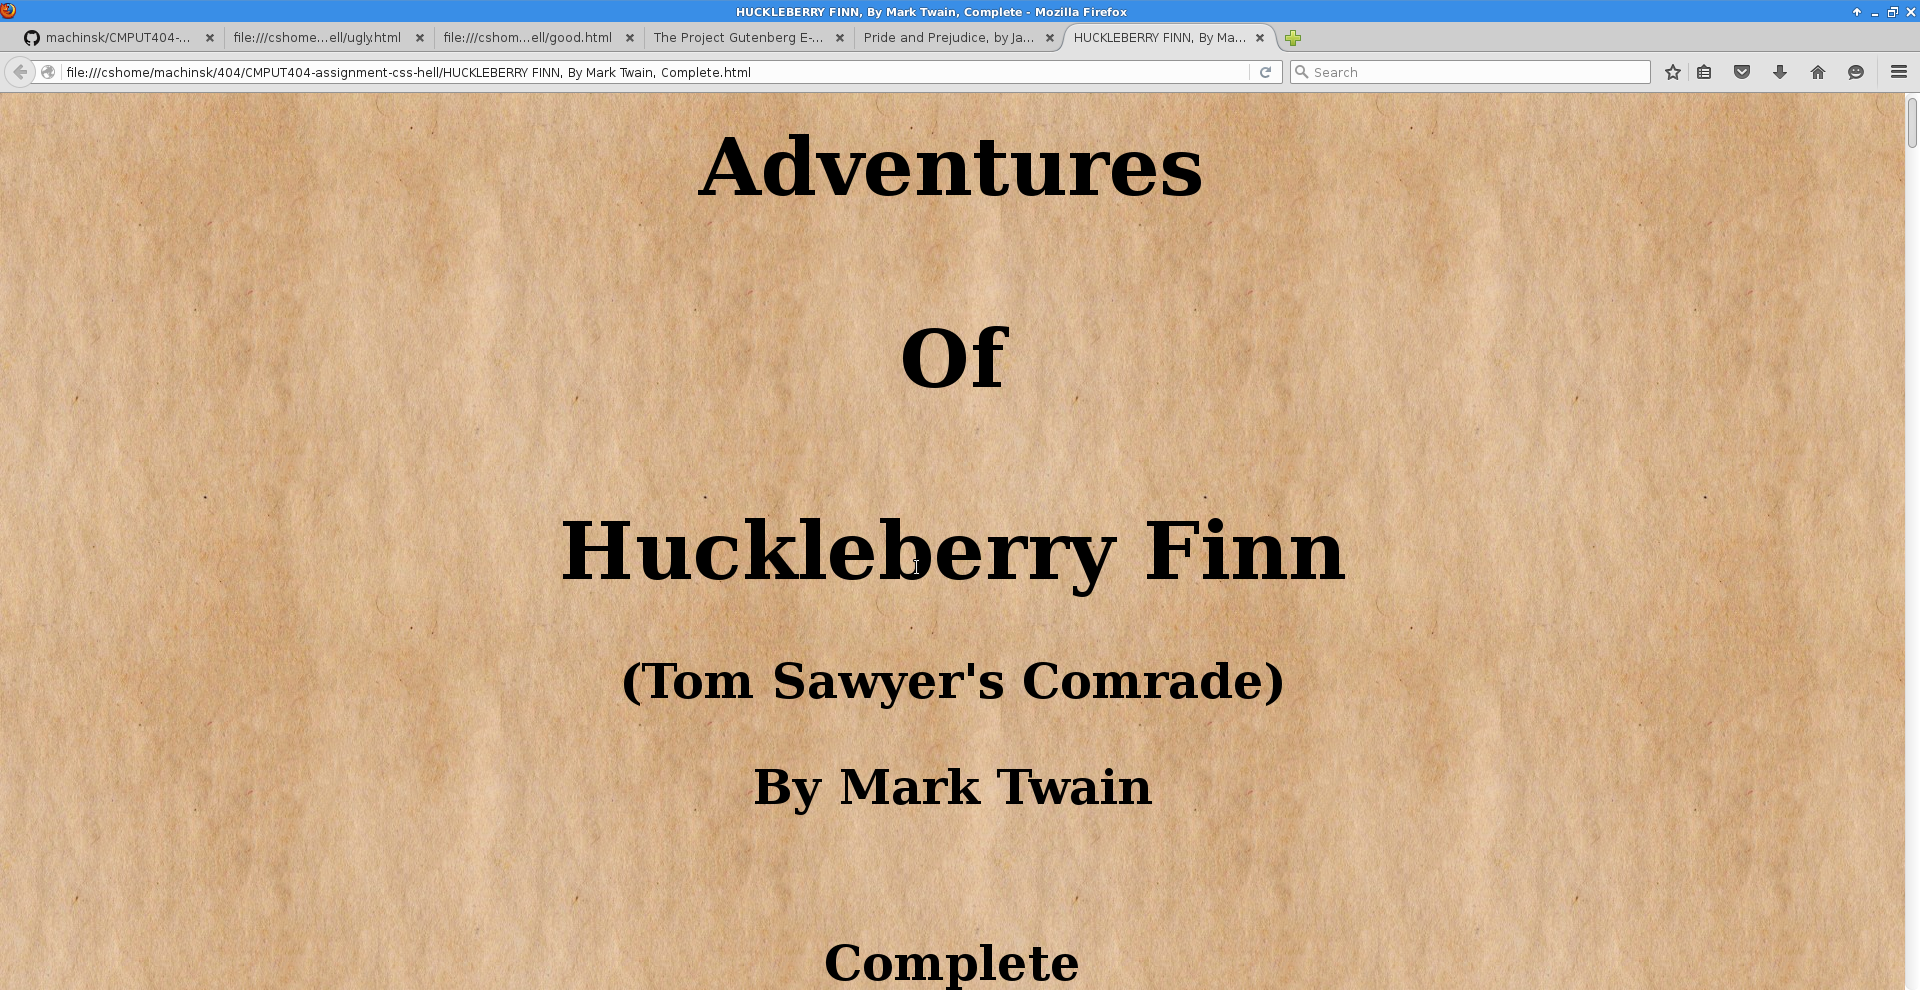 HUCKLEBERRY FINN, By Mark Twain, Complete - Mozilla Firefox
machinsk/CMPUT404-...
file:///cshome...ell/ugly.html
file:///cshom...ell/good.html
The Project Gutenberg E-...
Pride and Prejudice, by Ja...
HUCKLEBERRY FINN, By Ma...
file:///cshome/machinsk/404/CMPUT404-assignment-css-hell/HUCKLEBERRY FINN, By Mark Twain, Complete.html
Search
Adventures
Of
Huckleberry Finn
(Tom Sawyer's Comrade)
By Mark Twain
Complete